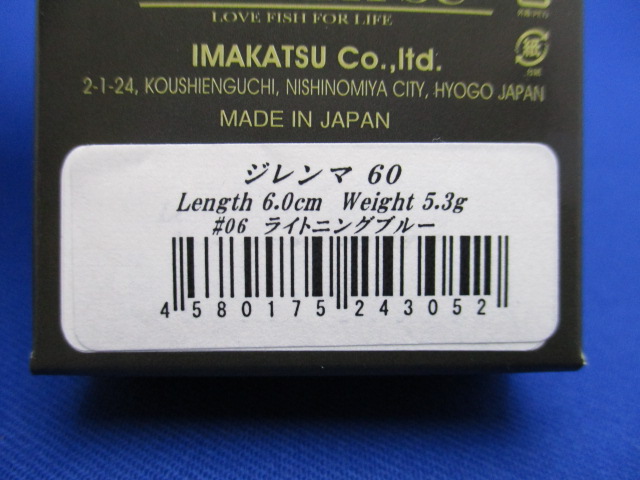 LOVE FISH FOR LIFE
IMAKATSU Co.,ltd.
2-1-24, KOUSHIENGUCHI, NISHINOMIYA CITY, HYOGO JAPAN
MADE IN JAPAN
紙
ジレンマ 60
Length 6.0cm Weight 5.3g
#06 ライトニングブルー
4 580175 243052